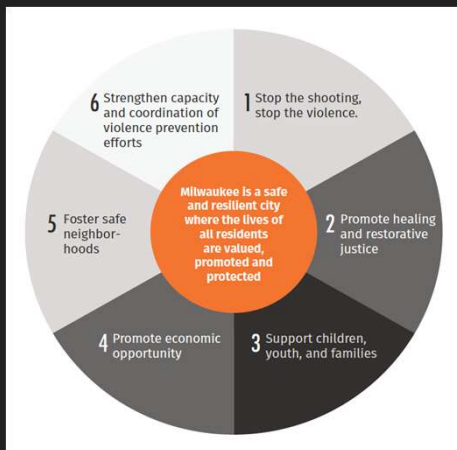 1 Stop the shooting,
stop the violence.
2 Promote healing
and restorative
justice
3 Support children,
youth, and families
4 Promote economic
opportunity
5 Foster safe
neighbor-
hoods
6 Strengthen capacity
and coordination of
violence prevention
efforts
Milwaukee is a safe
and resilient city
where the lives of
all residents
are valued,
promoted and
protected